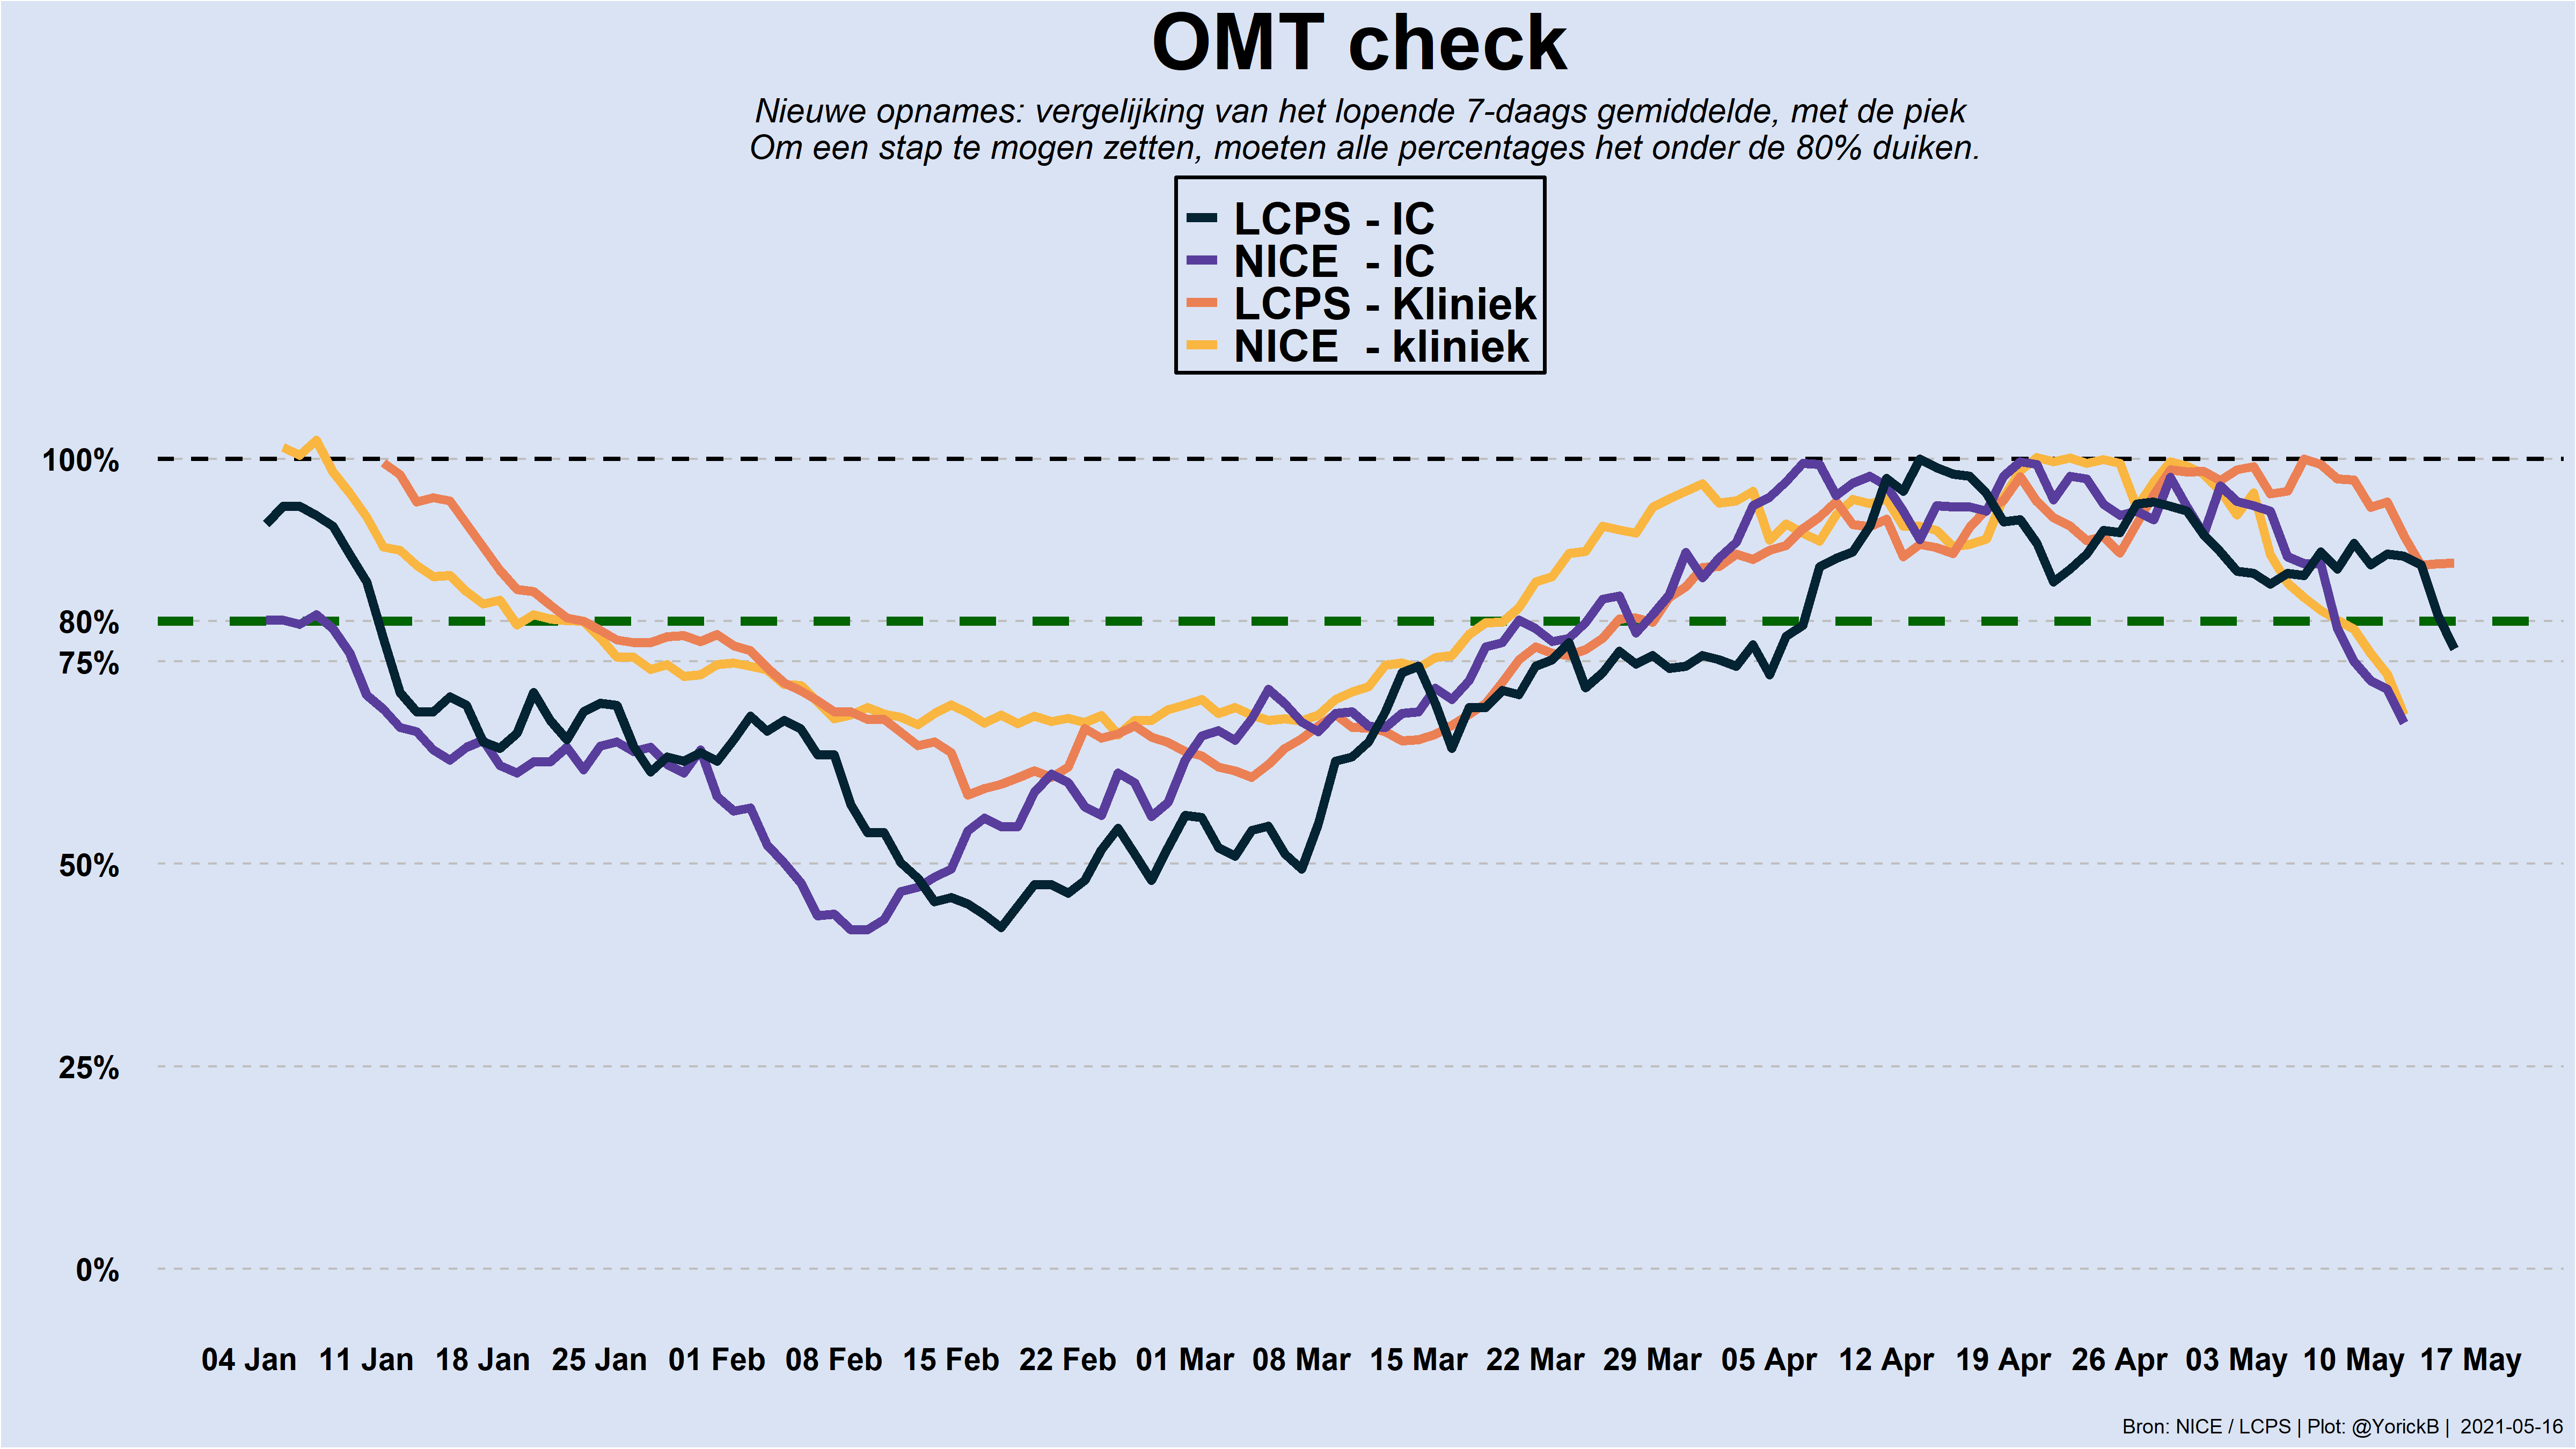 OMT check
Nieuwe opnames: vergelijking van het lopende 7-daags gemiddelde, met de piek
Om een stap te mogen zetten, moeten alle percentages het onder de 80% duiken.
LCPS - IC
NICE - IC
LCPS - Kliniek
NICE - kliniek
100%
80%
75%
50%
25%
0%
04 Jan 11 Jan 18 Jan 25 Jan 01 Feb 08 Feb 15 Feb 22 Feb 01 Mar 08 Mar 15 Mar 22 Mar 29 Mar 05 Apr 12 Apr 19 Apr 26 Apr 03 May 10 May 17 May
Bron: NICE / LCPS | Plot: @YorickB | 2021-05-16